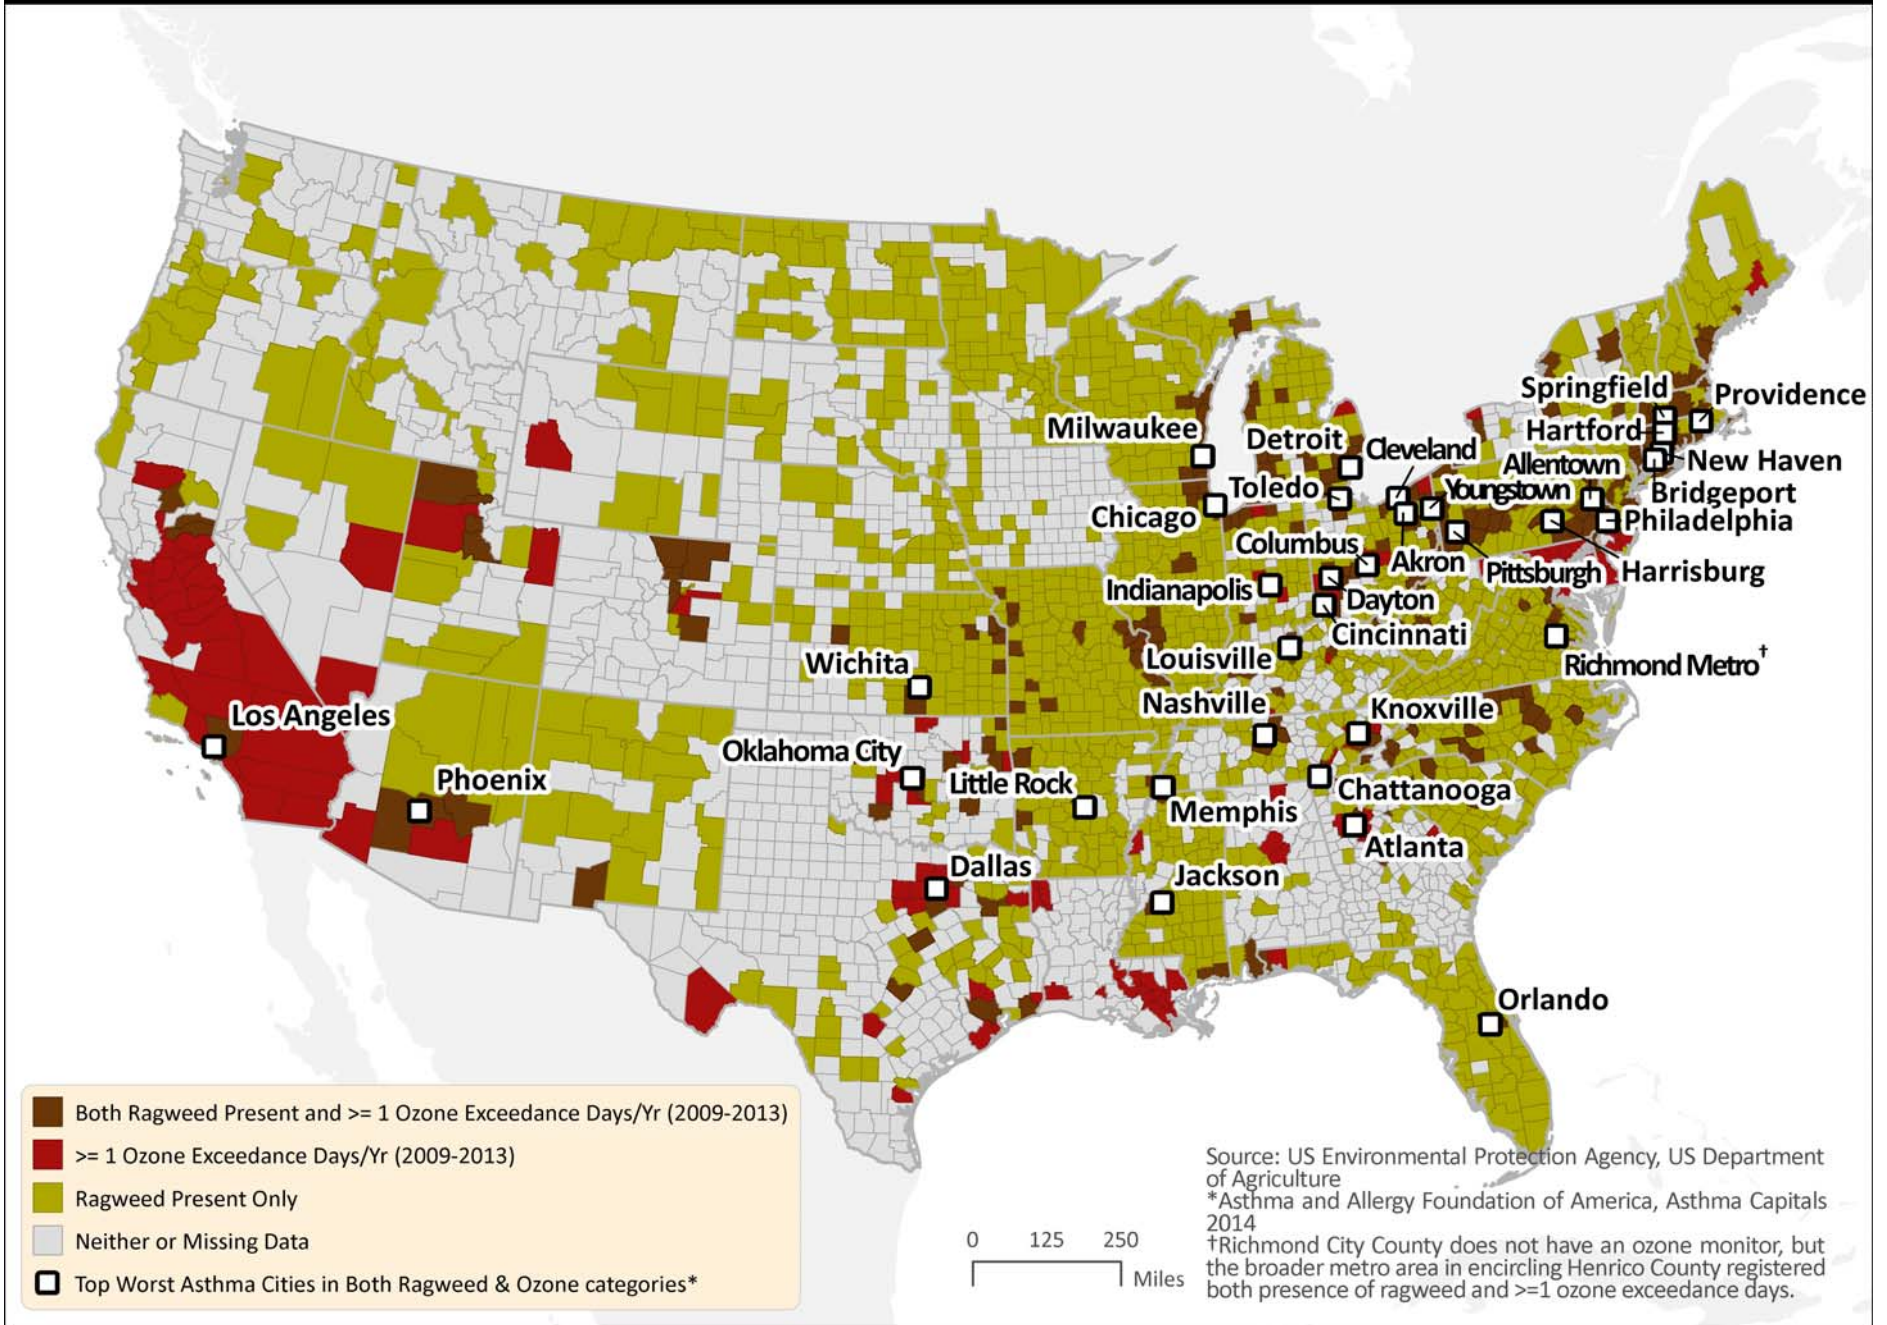 Springfield
Providence
Milwaukee
Detroit
Cleveland
Hartford
Allentown
New Haven
Toledo
Youngstown
Bridgeport
Chicago
Philadelphia
Columbus
Akron
Pittsburgh
Harrisburg
Indianapolis
Dayton
Cincinnati
Louisville
Richmond Metro†
Wichita
Nashville
Knoxville
Los Angeles
Oklahoma City
Phoenix
Little Rock
Chattanooga
Memphis
Atlanta
Dallas
Jackson
Orlando
Both Ragweed Present and >= 1 Ozone Exceedance Days/Yr (2009-2013)
>= 1 Ozone Exceedance Days/Yr (2009-2013)
Ragweed Present Only
Neither or Missing Data
Top Worst Asthma Cities in Both Ragweed & Ozone categories*
0 125 250
Miles
Source: US Environmental Protection Agency, US Department
of Agriculture
*Asthma and Allergy Foundation of America, Asthma Capitals
2014
†Richmond City County does not have an ozone monitor, but
the broader metro area in encircling Henrico County registered
both presence of ragweed and >=1 ozone exceedance days.